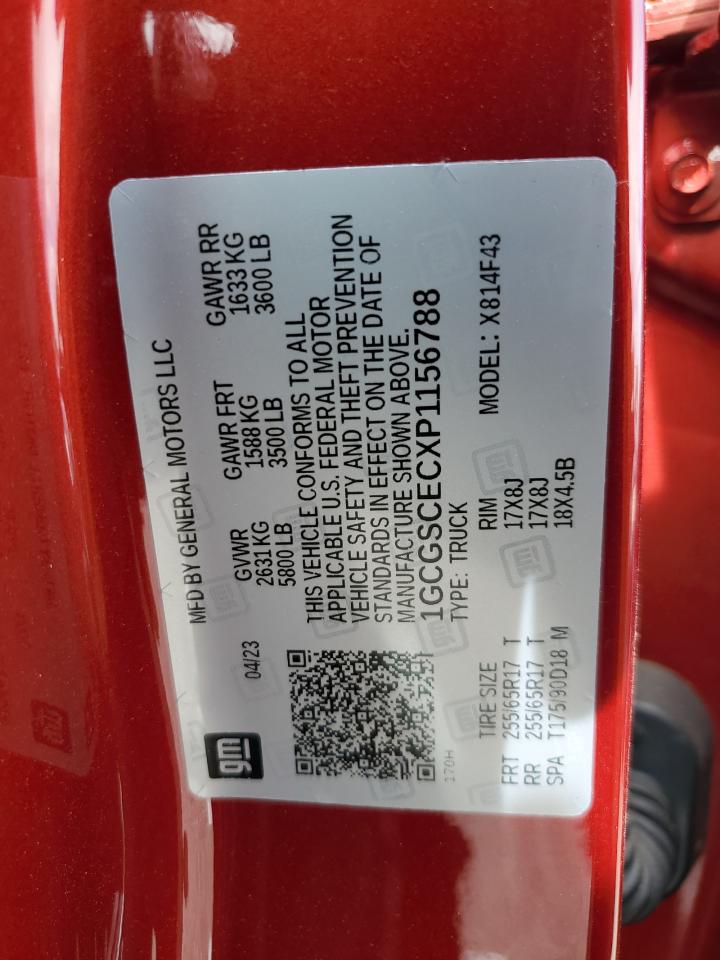 gm
MFD BY GENERAL MOTORS LLC
04/23
GVWR GAWR FRT GAWR RR
2631 KG 1588 KG 1633 KG
5800 LB 3500 LB 3600 LB
THIS VEHICLE CONFORMS TO ALL
APPLICABLE U.S. FEDERAL MOTOR
VEHICLE SAFETY AND THEFT PREVENTION
STANDARDS IN EFFECT ON THE DATE OF
MANUFACTURE SHOWN ABOVE.
1GCGSCECXP1156788
170H
TYPE: TRUCK
TIRE SIZE RIM MODEL: X814F43
FRT 255/65R17 T 17X8J
RR 255/65R17 T 17X8J
SPA T175/90D18 M 18X4.5B